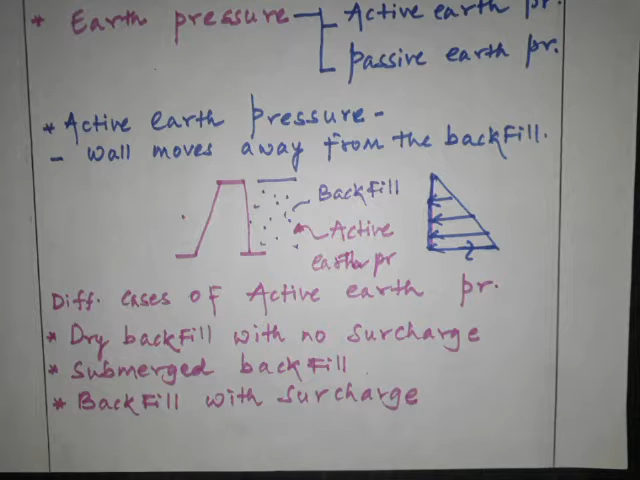 * Earth pressure Active earth pr.
Passive earth pr.
* Active earth pressure -
- Wall moves away from the backfill.
Backfill
Active
earth pr
Diff. cases of Active earth pr.
* Dry backfill with no surcharge
* Submerged backfill
* Backfill with surcharge